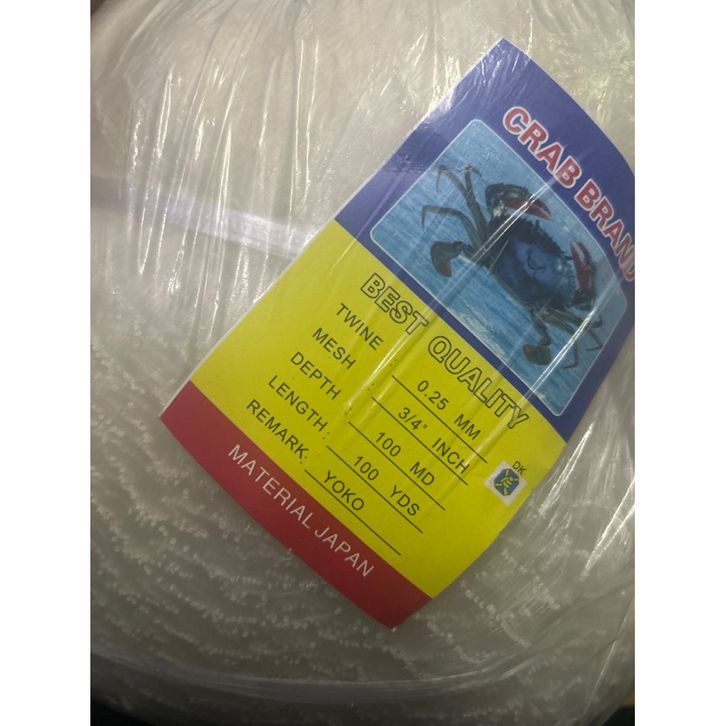 CRAB BRAND
BEST QUALITY
TWINE 0.25 MM
MESH 3/4" INCH
DEPTH 100 MD
LENGTH: 100 YDS
REMARK: YOKO
DK
MATERIAL JAPAN